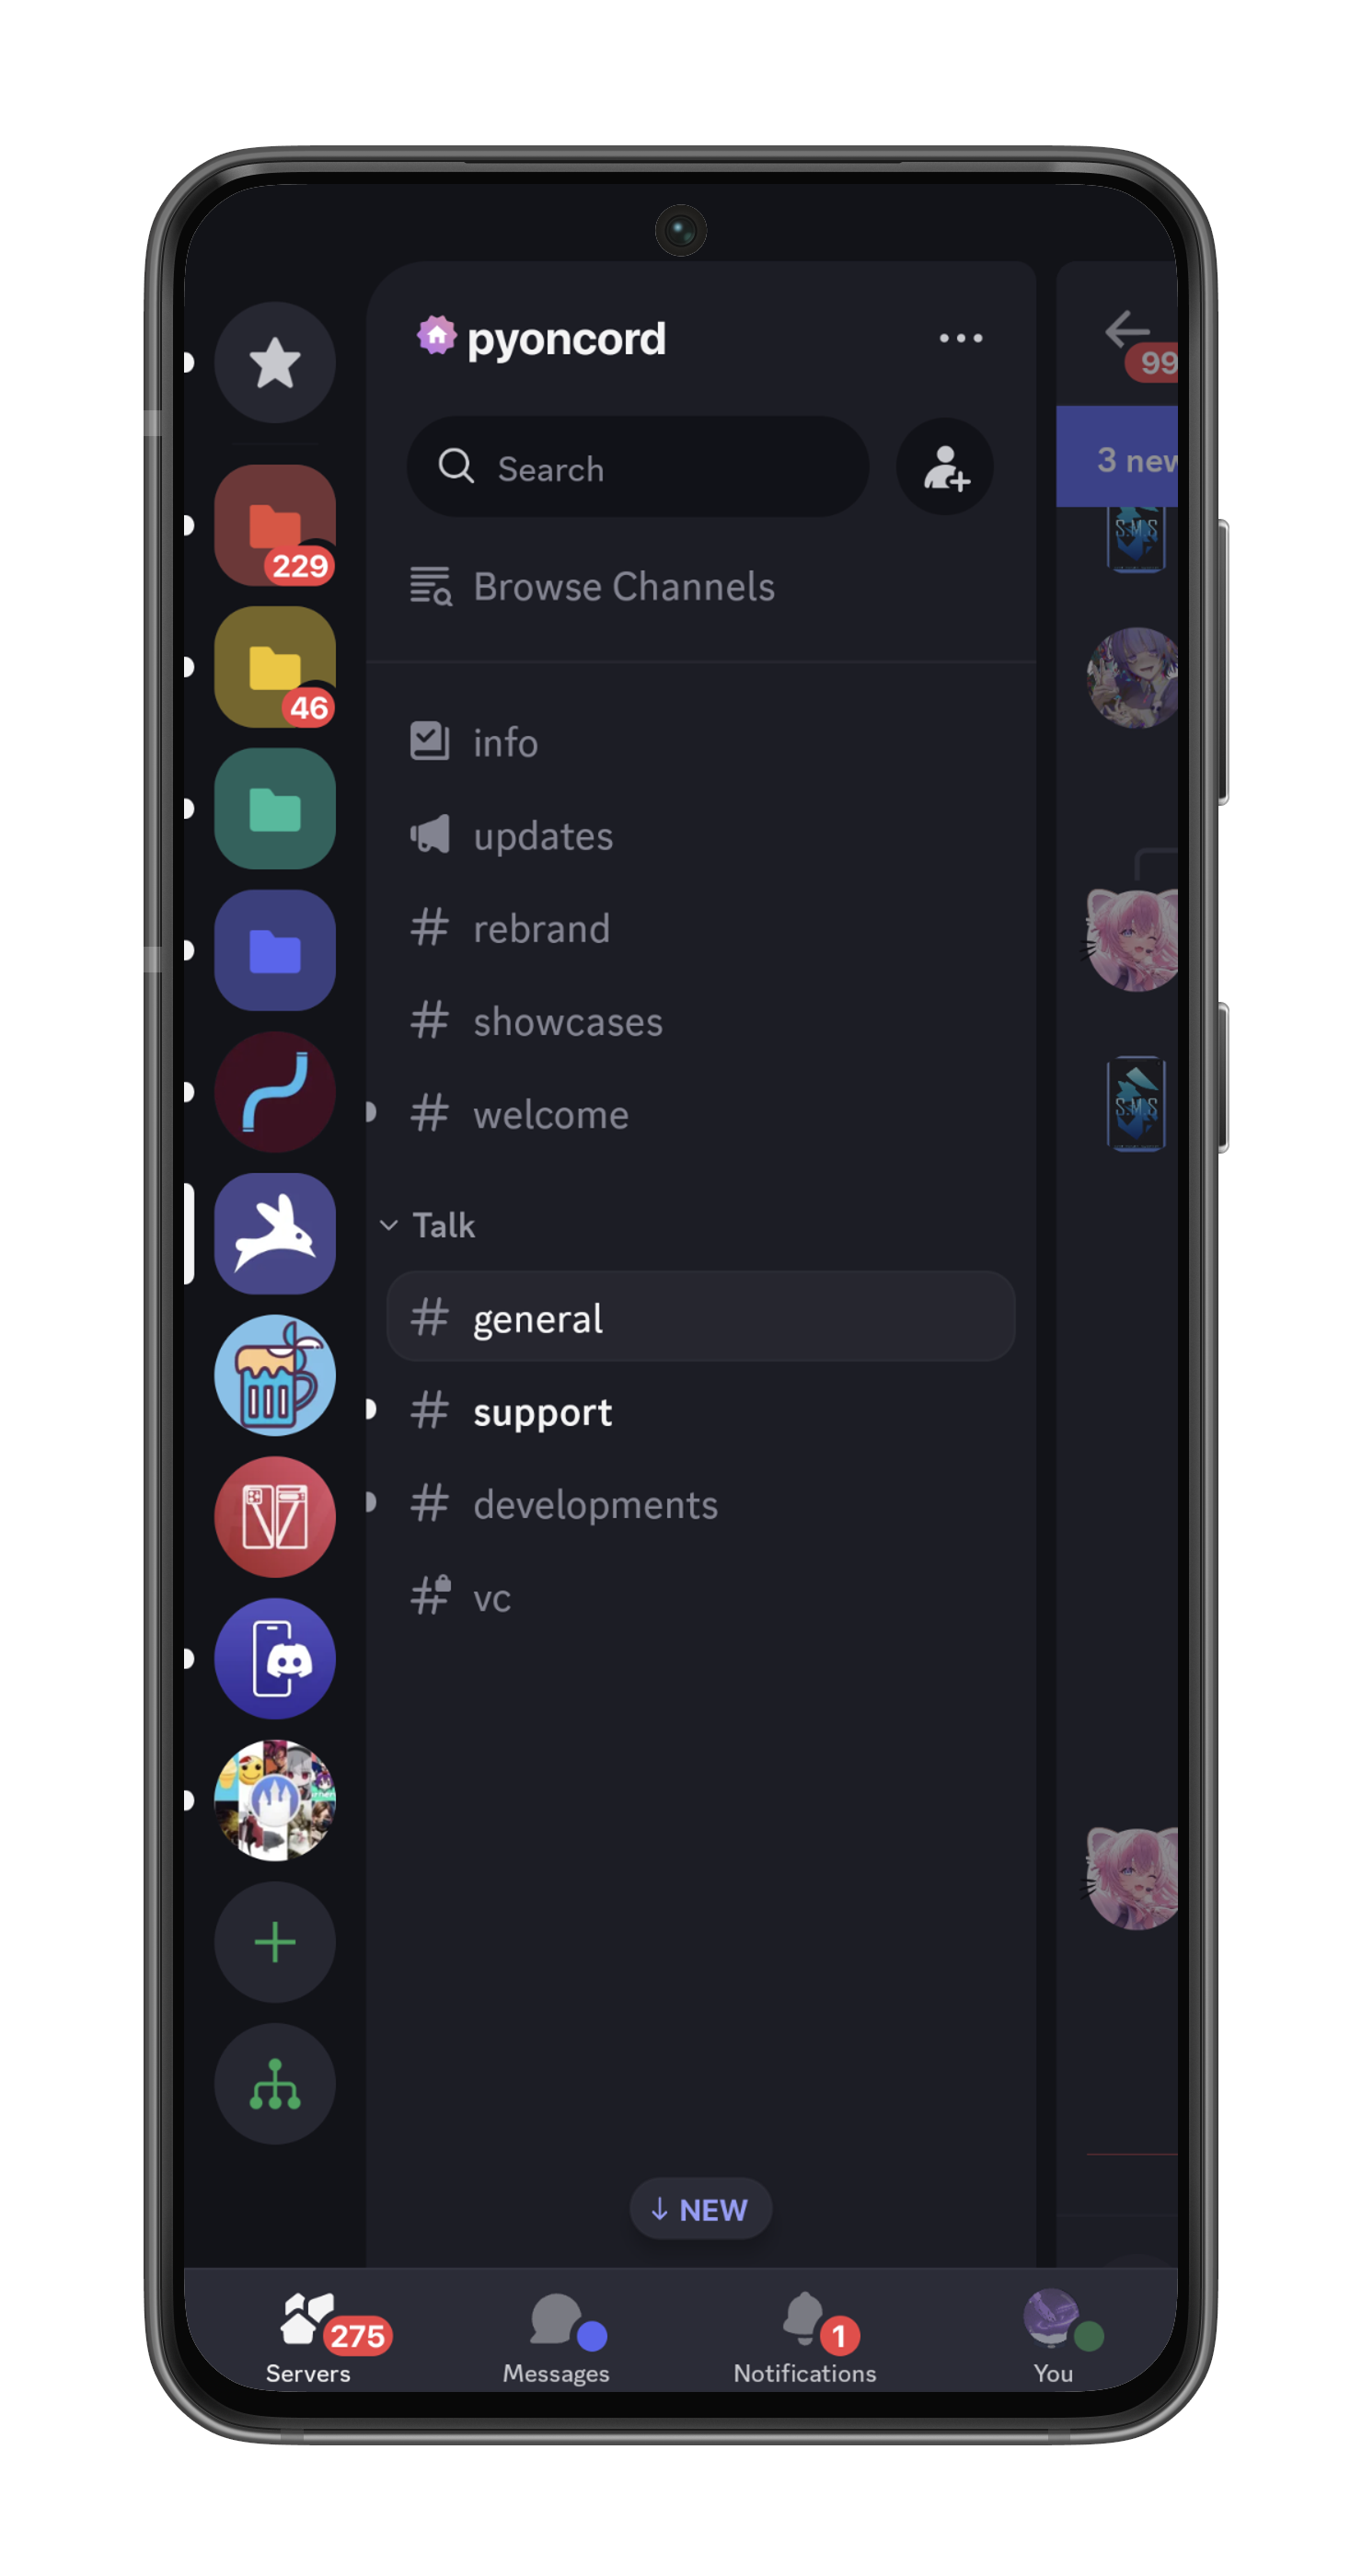 pyoncord
99
Search
3 new
S.M.S
229
Browse Channels
46
info
updates
rebrand
showcases
welcome
S.M.S
Talk
general
support
developments
vc
NEW
275
1
Servers
Messages
Notifications
You